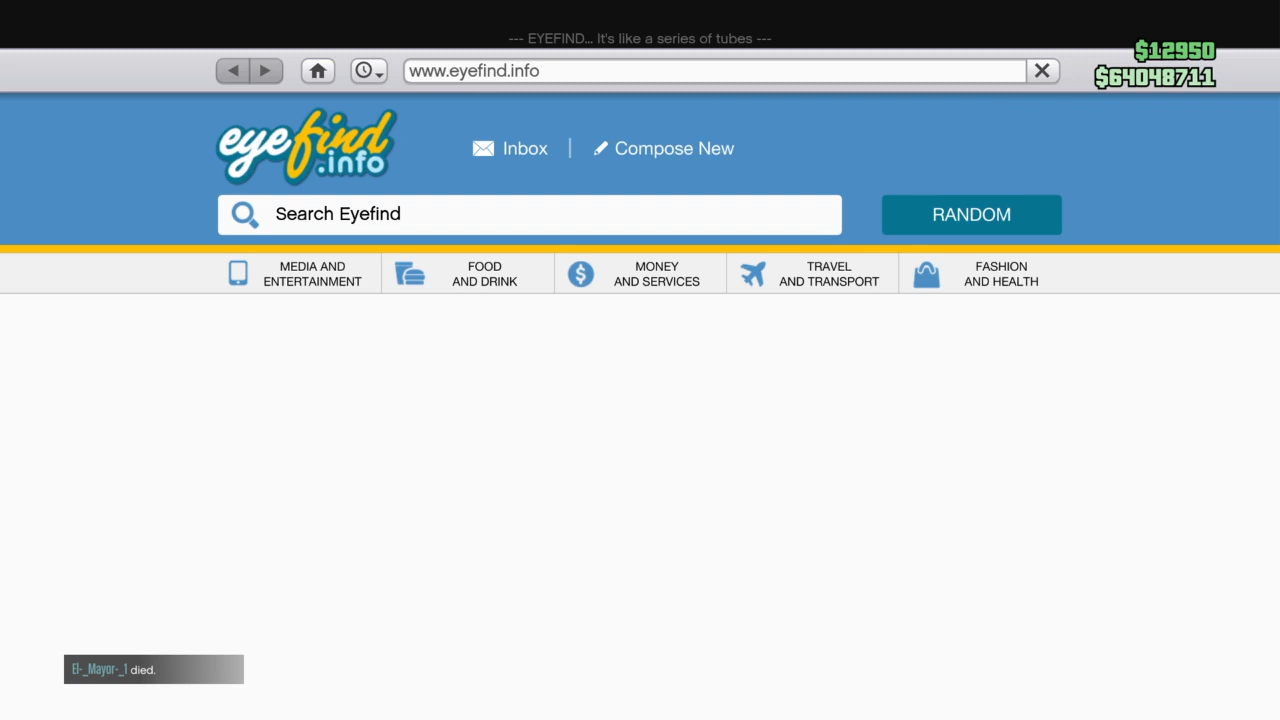 --- EYEFIND... It's like a series of tubes ---
$12950
www.eyefind.info
$64048711
eyefind
.info
Inbox
Compose New
Search Eyefind
RANDOM
MEDIA AND
ENTERTAINMENT
FOOD
AND DRINK
MONEY
AND SERVICES
TRAVEL
AND TRANSPORT
FASHION
AND HEALTH
El-_Mayor-_1 died.